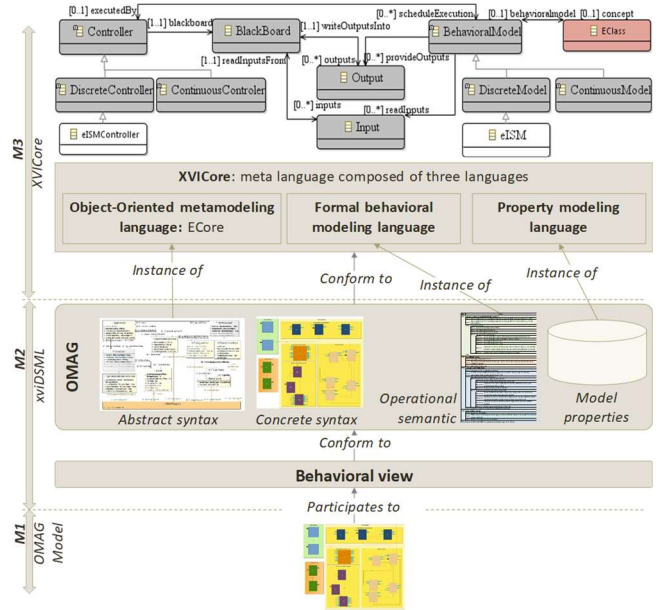 [0..1] executedBy
[0..*] scheduleExecution
[0..1] behavioralmodel
[0..1] concept
Controller
[1..1] blackboard
BlackBoard
[1..1] writeOutputsInto
BehavioralModel
EClass
[1..1] readInputsFrom
[0..*] outputs
[0..*] provideOutputs
DiscreteController
ContinuousControler
Output
DiscreteModel
ContinuousModel
[0..*] inputs
[0..*] readInputs
eISMController
Input
eISM
M3
XVICore
XVICore: meta language composed of three languages
Object-Oriented metamodeling
language: ECore
Formal behavioral
modeling language
Property modeling
language
Instance of
Conform to
Instance of
Instance of
M2
xviDSML
OMAG
Abstract syntax
Concrete syntax
Operational
semantic
Model
properties
Conform to
Behavioral view
Participates to
M1
OMAG
Model